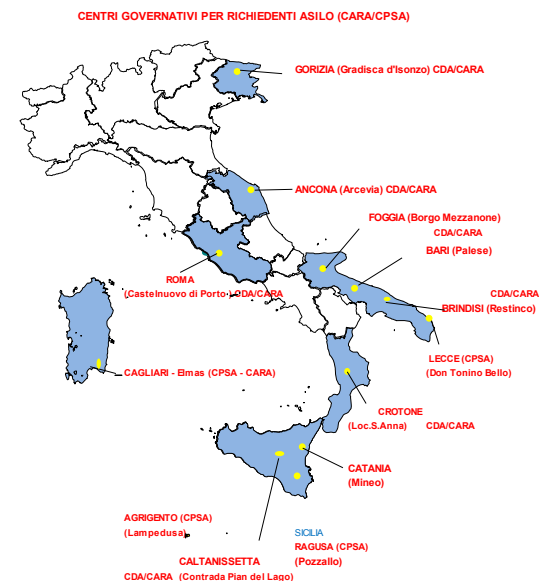 CENTRI GOVERNATIVI PER RICHIEDENTI ASILO (CARA/CPSA)
GORIZIA (Gradisca d'Isonzo) CDA/CARA
ANCONA (Arcevia) CDA/CARA
FOGGIA (Borgo Mezzanone)
CDA/CARA
BARI (Palese)
ROMA
(Castelnuovo di Porto ) CDA/CARA
CDA/CARA
BRINDISI (Restinco)
LECCE (CPSA)
(Don Tonino Bello)
CAGLIARI - Elmas (CPSA - CARA)
CROTONE
(Loc.S.Anna) CDA/CARA
CATANIA
(Mineo)
AGRIGENTO (CPSA)
(Lampedusa)
SICILIA
RAGUSA (CPSA)
(Pozzallo)
CALTANISSETTA
CDA/CARA (Contrada Pian del Lago)